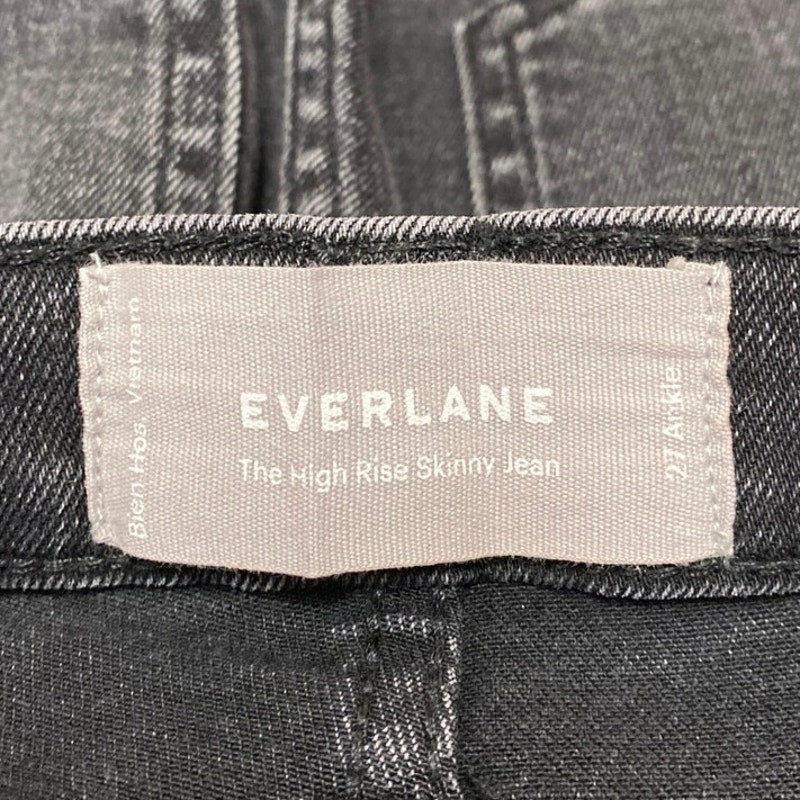 EVERLANE
The High Rise Skinny Jean
Bien Hoa Vietnam
27 Ankle